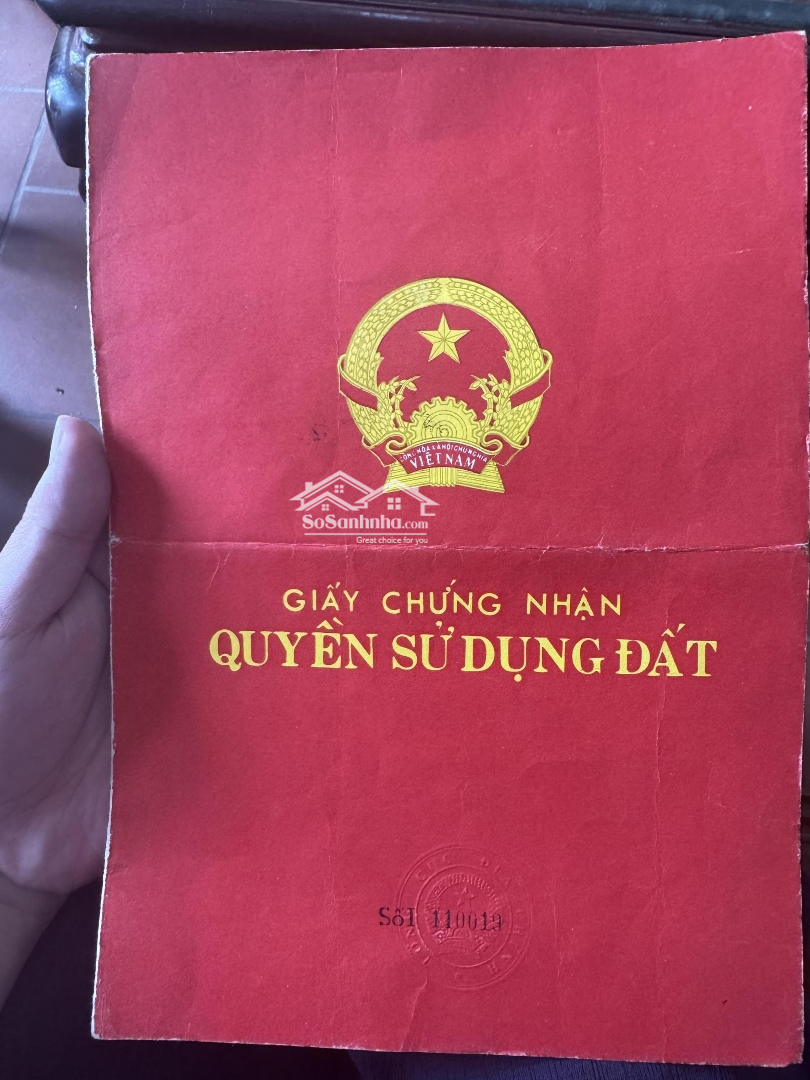 CỘNG HÒA XÃ HỘI CHỦ NGHĨA
VIỆT NAM
SoSanhnha.com
Great choice for you
GIẤY CHỨNG NHẬN
QUYỀN SỬ DỤNG ĐẤT
Số I 110019